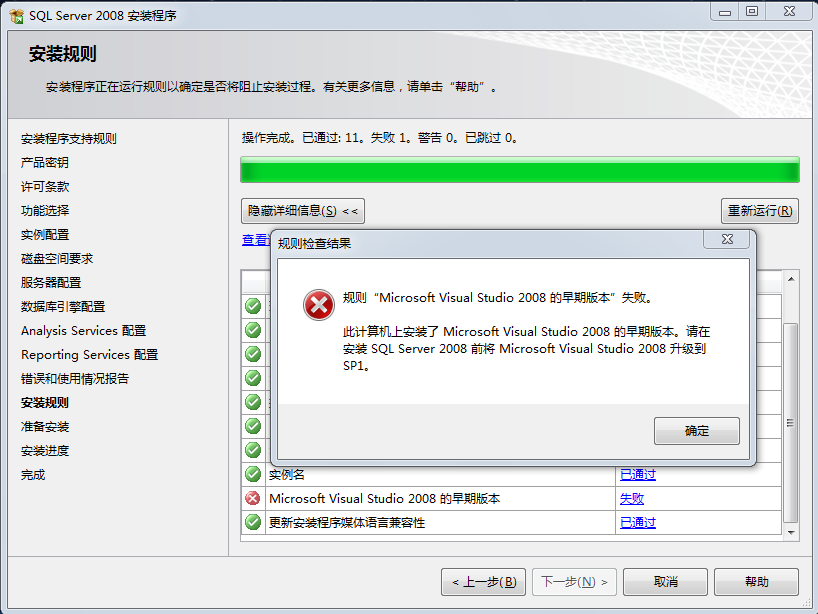 SQL Server 2008 安装程序
安装规则
安装程序正在运行规则以确定是否将阻止安装过程。有关更多信息，请单击“帮助”。
安装程序支持规则
产品密钥
许可条款
功能选择
实例配置
磁盘空间要求
服务器配置
数据库引擎配置
Analysis Services 配置
Reporting Services 配置
错误和使用情况报告
安装规则
准备安装
安装进度
完成
操作完成。已通过: 11。失败 1。警告 0。已跳过 0。
隐藏详细信息(S) <<
重新运行(R)
查看
规则检查结果
规则“Microsoft Visual Studio 2008 的早期版本”失败。
此计算机上安装了 Microsoft Visual Studio 2008 的早期版本。请在
安装 SQL Server 2008 前将 Microsoft Visual Studio 2008 升级到
SP1。
确定
实例名 已通过
Microsoft Visual Studio 2008 的早期版本 失败
更新安装程序媒体语言兼容性 已通过
< 上一步(B)
下一步(N) >
取消
帮助